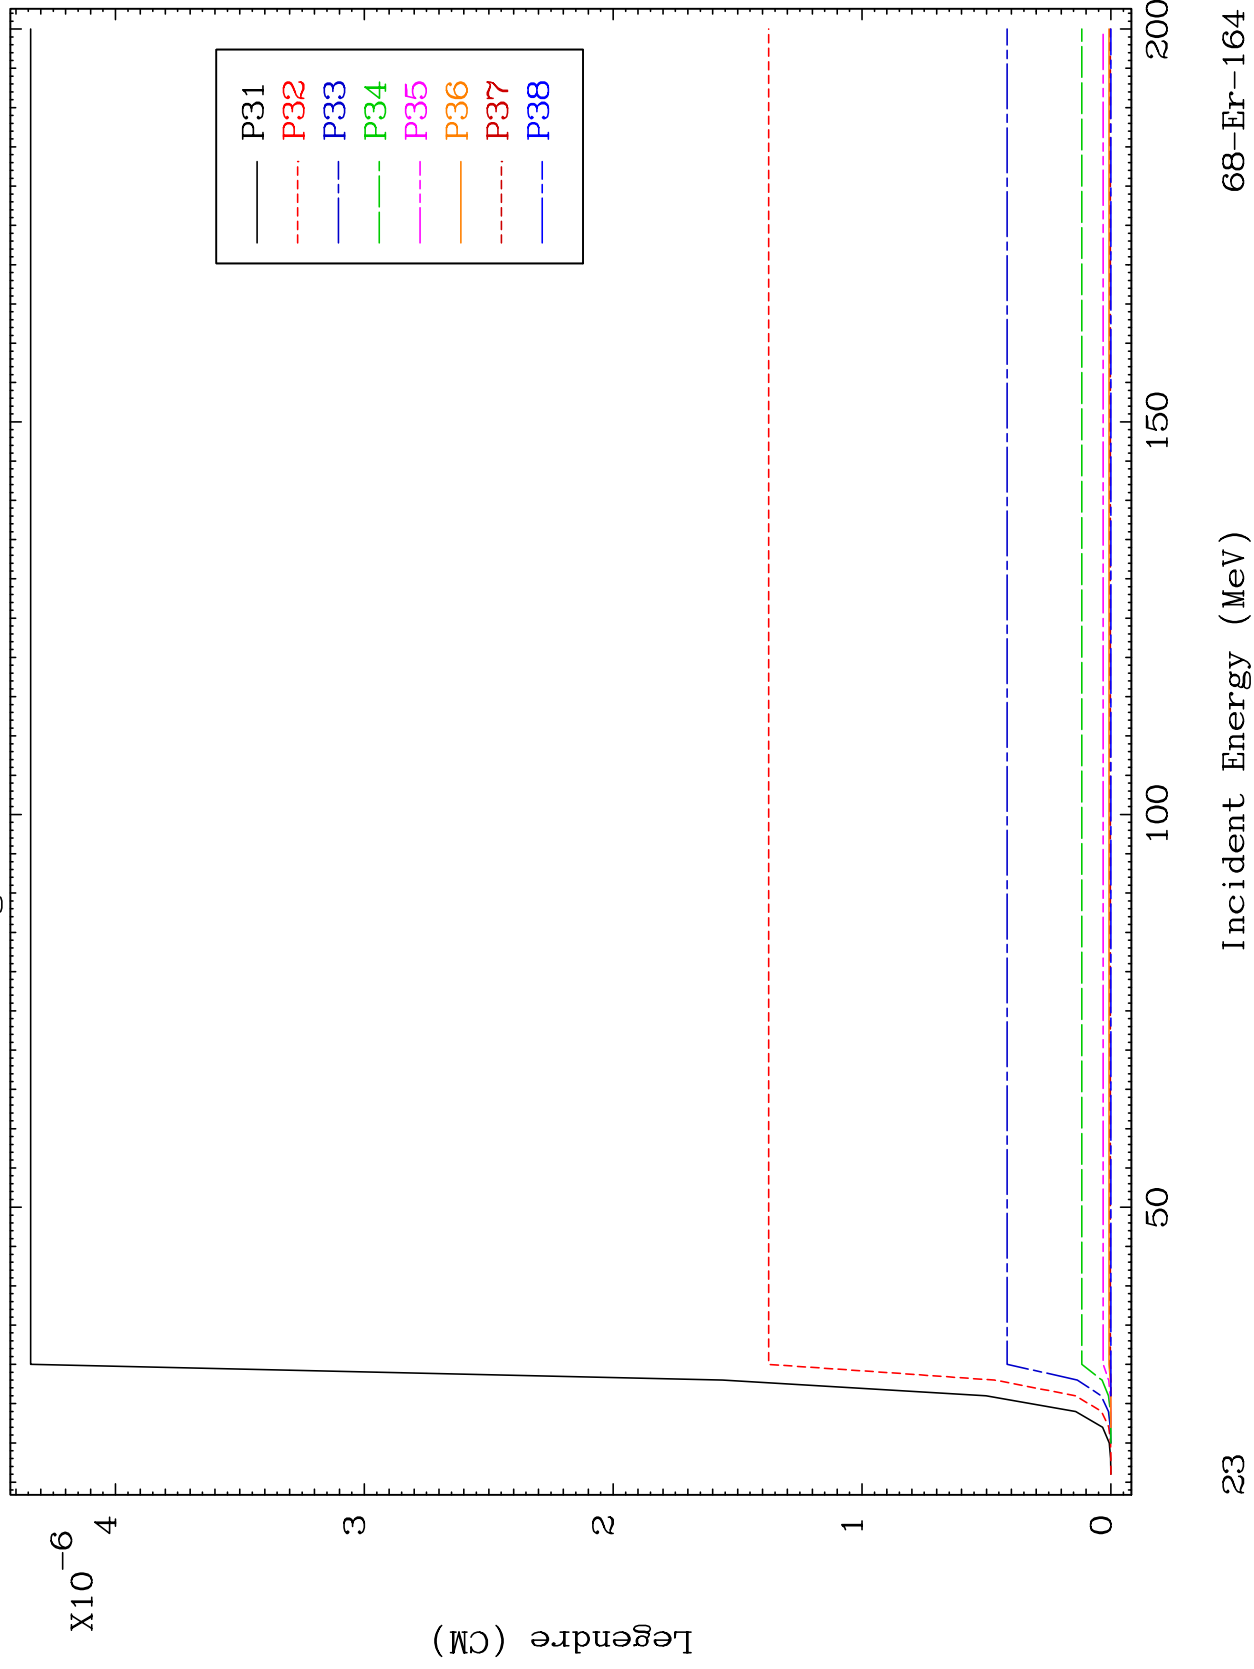 X10-6
4
3
2
1
0
Legendre (CM)
P31
P32
P33
P34
P35
P36
P37
P38
50
100
150
200
Incident Energy (MeV)
23
68-Er-164